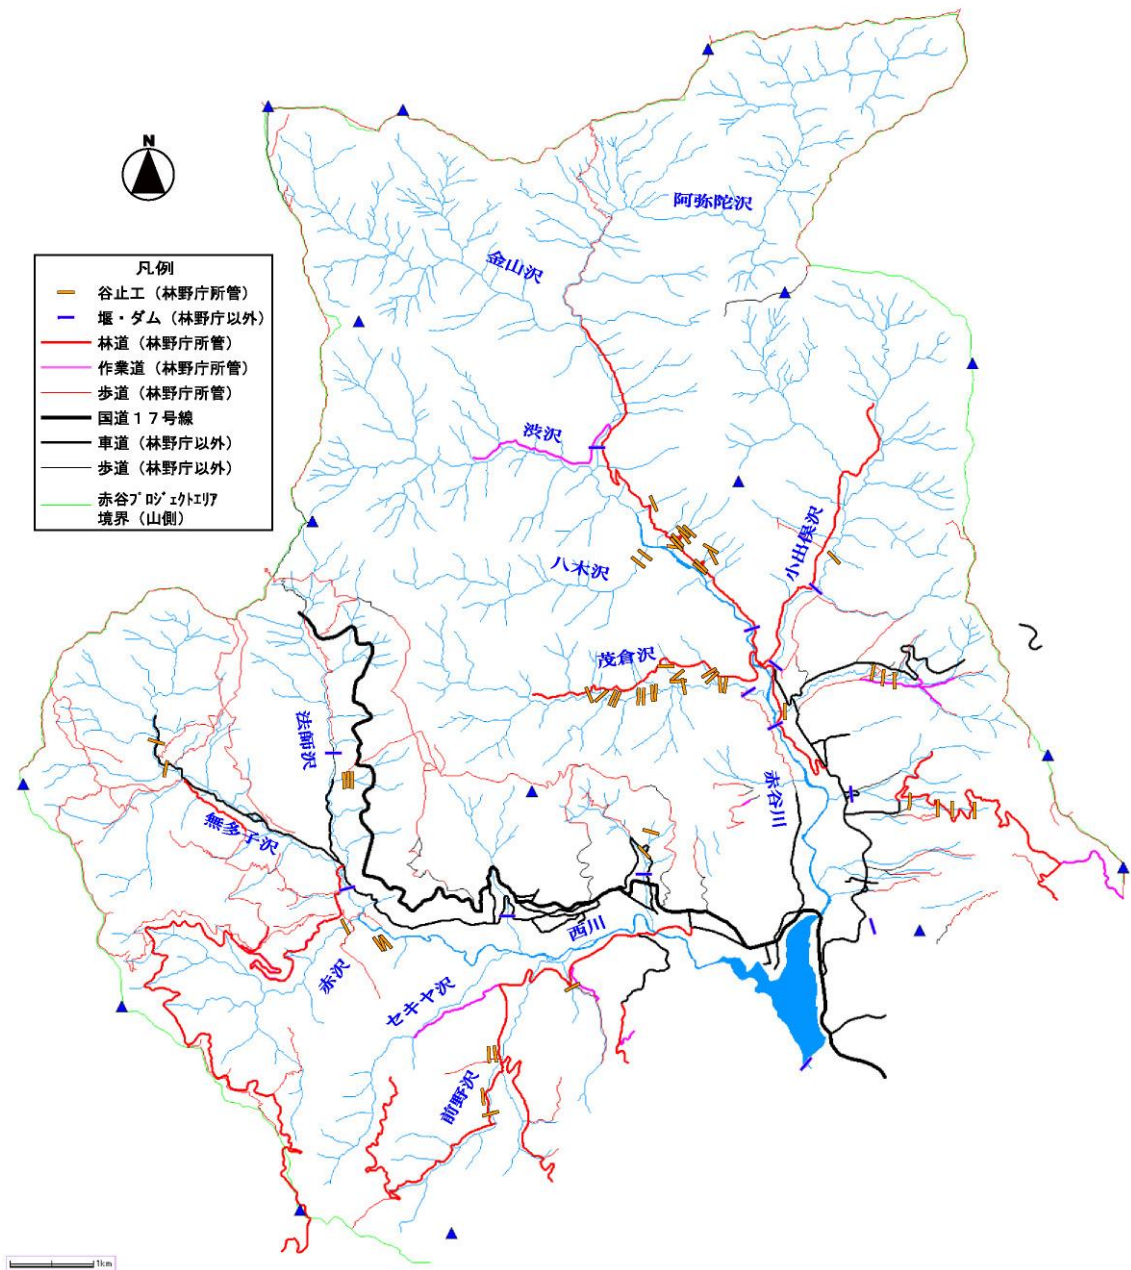 N
阿弥陀沢
金山沢
凡例
谷止工（林野庁所管）
堰・ダム（林野庁以外）
林道（林野庁所管）
作業道（林野庁所管）
歩道（林野庁所管）
国道１７号線
車道（林野庁以外）
歩道（林野庁以外）
赤谷ﾌﾟﾛｼﾞｪｸﾄエリア
境界（山側）
渋沢
小出俣沢
八木沢
茂倉沢
法師沢
赤谷川
無多子沢
西川
赤沢
セキヤ沢
前野沢
1km